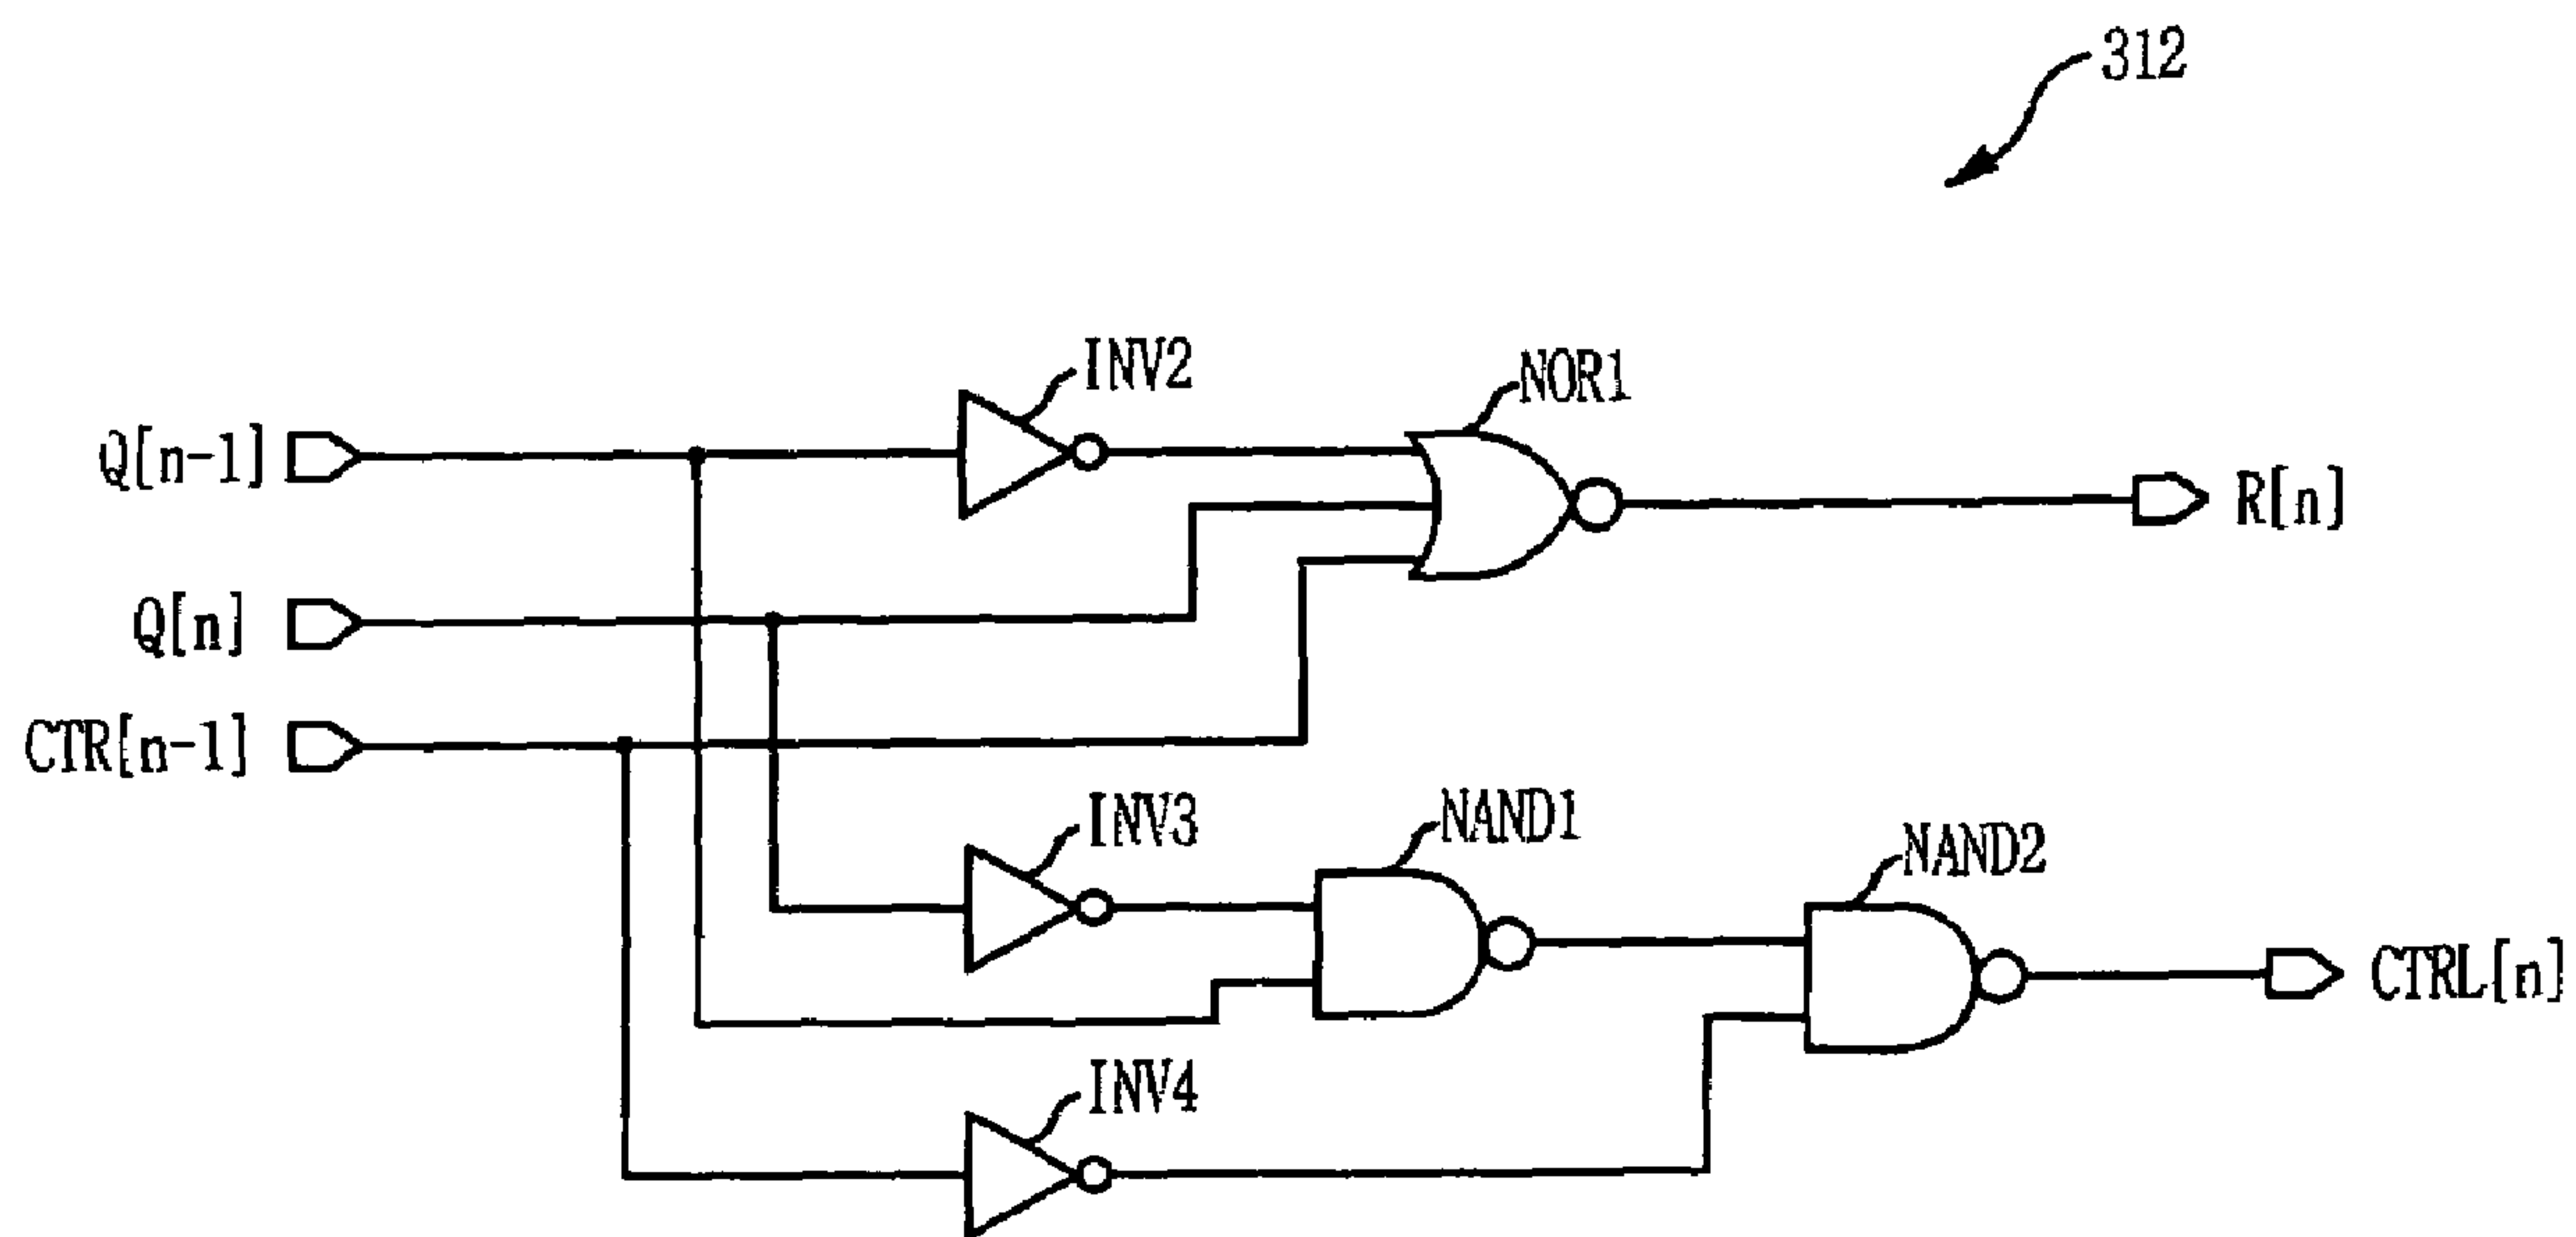 312
INV2
NOR1
Q[n-1]
R[n]
Q[n]
CTR[n-1]
INV3
NAND1
NAND2
CTRL[n]
INV4